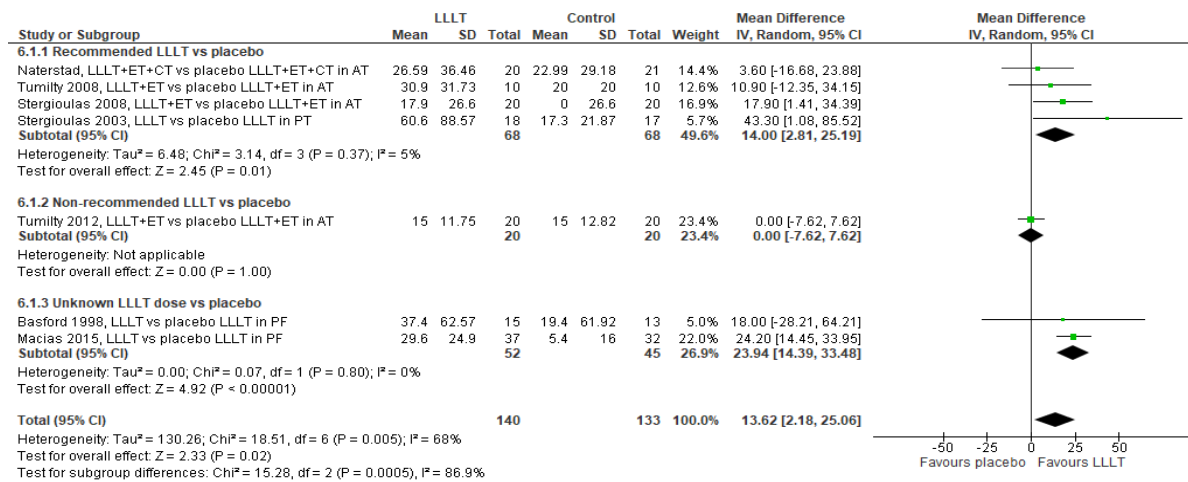 LLLT Control Mean Difference Mean Difference
Study or Subgroup Mean SD Total Mean SD Total Weight IV, Random, 95% CI IV, Random, 95% CI
6.1.1 Recommended LLLT vs placebo
Naterstad, LLLT+ET+CT vs placebo LLLT+ET+CT in AT 26.59 36.46 20 22.99 29.18 21 14.4% 3.60 [-16.68, 23.88]
Tumilty 2008, LLLT+ET vs placebo LLLT+ET in AT 30.9 31.73 10 20 20 10 12.6% 10.90 [-12.35, 34.15]
Stergioulas 2008, LLLT+ET vs placebo LLLT+ET in AT 17.9 26.6 20 0 26.6 20 16.9% 17.90 [1.41, 34.39]
Stergioulas 2003, LLLT vs placebo LLLT in PT 60.6 88.57 18 17.3 21.87 17 5.7% 43.30 [1.08, 85.52]
Subtotal (95% CI) 68 68 49.6% 14.00 [2.81, 25.19]
Heterogeneity: Tau² = 6.48; Chi² = 3.14, df = 3 (P = 0.37); I² = 5%
Test for overall effect: Z = 2.45 (P = 0.01)
6.1.2 Non-recommended LLLT vs placebo
Tumilty 2012, LLLT+ET vs placebo LLLT+ET in AT 15 11.75 20 15 12.82 20 23.4% 0.00 [-7.62, 7.62]
Subtotal (95% CI) 20 20 23.4% 0.00 [-7.62, 7.62]
Heterogeneity: Not applicable
Test for overall effect: Z = 0.00 (P = 1.00)
6.1.3 Unknown LLLT dose vs placebo
Basford 1998, LLLT vs placebo LLLT in PF 37.4 62.57 15 19.4 61.92 13 5.0% 18.00 [-28.21, 64.21]
Macias 2015, LLLT vs placebo LLLT in PF 29.6 24.9 37 5.4 16 32 22.0% 24.20 [14.45, 33.95]
Subtotal (95% CI) 52 45 26.9% 23.94 [14.39, 33.48]
Heterogeneity: Tau² = 0.00; Chi² = 0.07, df = 1 (P = 0.80); I² = 0%
Test for overall effect: Z = 4.92 (P < 0.00001)
Total (95% CI) 140 133 100.0% 13.62 [2.18, 25.06]
Heterogeneity: Tau² = 130.26; Chi² = 18.51, df = 6 (P = 0.005); I² = 68%
Test for overall effect: Z = 2.33 (P = 0.02)
Test for subgroup differences: Chi² = 15.28, df = 2 (P = 0.0005), I² = 86.9%
-50 -25 0 25 50
Favours placebo Favours LLLT